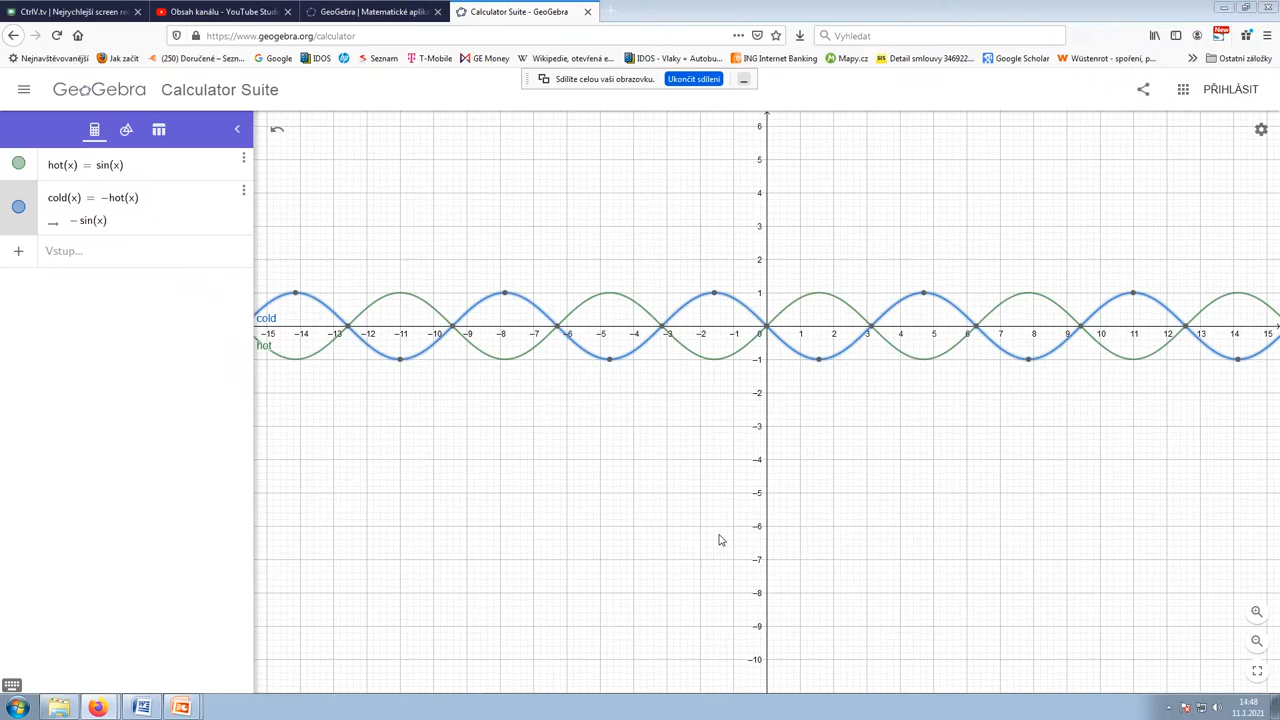 CtrlV.tv | Nejrychlejší screen re
Obsah kanálu - YouTube Stud
GeoGebra | Matematické aplik
Calculator Suite - GeoGebra
https://www.geogebra.org/calculator
Vyhledat
New
Nejnavštěvovanější
Jak začít
(250) Doručené – Sezn...
Google
IDOS
Seznam
T-Mobile
GE Money
Wikipedie, otevřená e...
IDOS - Vlaky + Autobu...
ING Internet Banking
Mapy.cz
SIS
Detail smlouvy 346922...
Google Scholar
Wüstenrot - spoření, p...
Ostatní záložky
Sdílíte celou vaši obrazovku.
Ukončit sdílení
GeoGebra
Calculator Suite
PŘIHLÁSIT
hot(x) = sin(x)
cold(x) = −hot(x)
→ − sin(x)
Vstup...
6
5
4
3
2
1
cold
−15 −14 −13 −12 −11 −10 −9 −8 −7 −6 −5 −4 −3 −2 −1 0 1 2 3 4 5 6 7 8 9 10 11 12 13 14 15
hot
−1
−2
−3
−4
−5
−6
−7
−8
−9
−10
14:48
11.1.2021